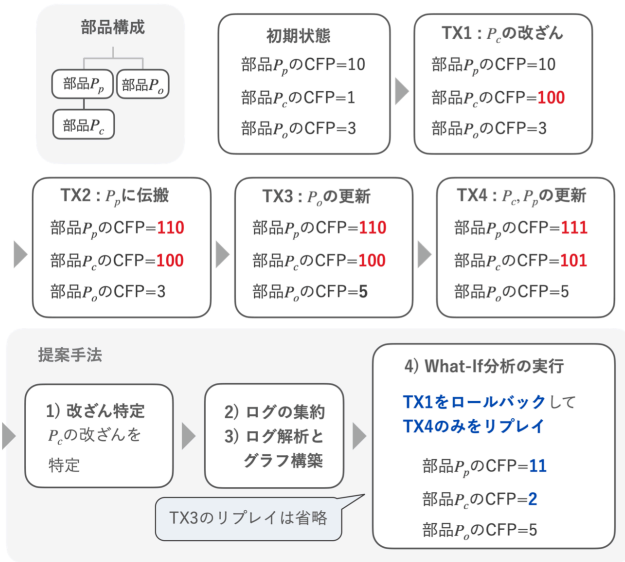 部品構成
部品Pp
部品Po
部品Pc
初期状態
部品PpのCFP=10
部品PcのCFP=1
部品PoのCFP=3
TX1 : Pcの改ざん
部品PpのCFP=10
部品PcのCFP=100
部品PoのCFP=3
TX2 : Ppに伝搬
部品PpのCFP=110
部品PcのCFP=100
部品PoのCFP=3
TX3 : Poの更新
部品PpのCFP=110
部品PcのCFP=100
部品PoのCFP=5
TX4 : Pc, Ppの更新
部品PpのCFP=111
部品PcのCFP=101
部品PoのCFP=5
提案手法
1) 改ざん特定
Pcの改ざんを
特定
2) ログの集約
3) ログ解析と
グラフ構築
TX3のリプレイは省略
4) What-If分析の実行
TX1をロールバックして
TX4のみをリプレイ
部品PpのCFP=11
部品PcのCFP=2
部品PoのCFP=5